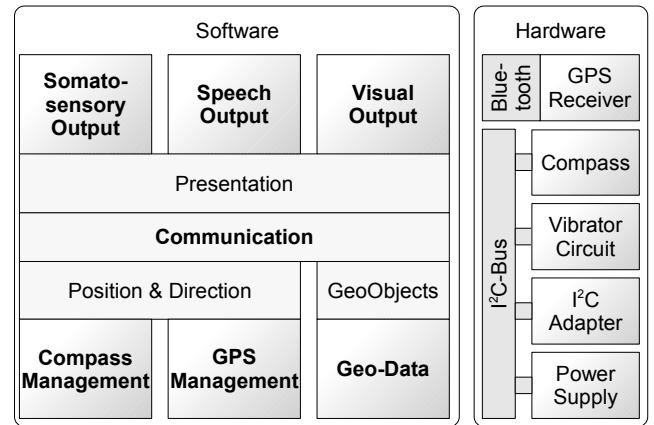 Software
Somato-
sensory
Output
Speech
Output
Visual
Output
Presentation
Communication
Position & Direction
GeoObjects
Compass
Management
GPS
Management
Geo-Data
Hardware
Blue-
tooth
GPS
Receiver
I²C-Bus
Compass
Vibrator
Circuit
I²C
Adapter
Power
Supply